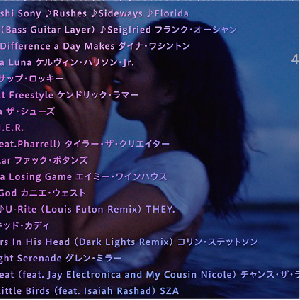 shi Sony ♪Rushes ♪Sideways ♪Florida
(Bass Guitar Layer) ♪Seigfried フランク・オーシャン
Difference a Day Makes ダイナ・ワシントン
a Luna ケルヴィン・ハリソン・Jr.
サップ・ロッキー
t Freestyle ケンドリック・ラマー
a ザ・シューズ
.E.R.
eat.Pharrell) タイラー・ザ・クリエイター
ar ファック・ボタンズ
a Losing Game エイミー・ワインハウス
God カニエ・ウェスト
♪U-Rite (Louis Futon Remix) THEY.
キッド・カディ
rs In His Head (Dark Lights Remix) コリン・ステットソン
ght Serenade グレン・ミラー
eat (feat. Jay Electronica and My Cousin Nicole) チャンス・ザ・ラ
Little Birds (feat. Isaiah Rashad) SZA
4